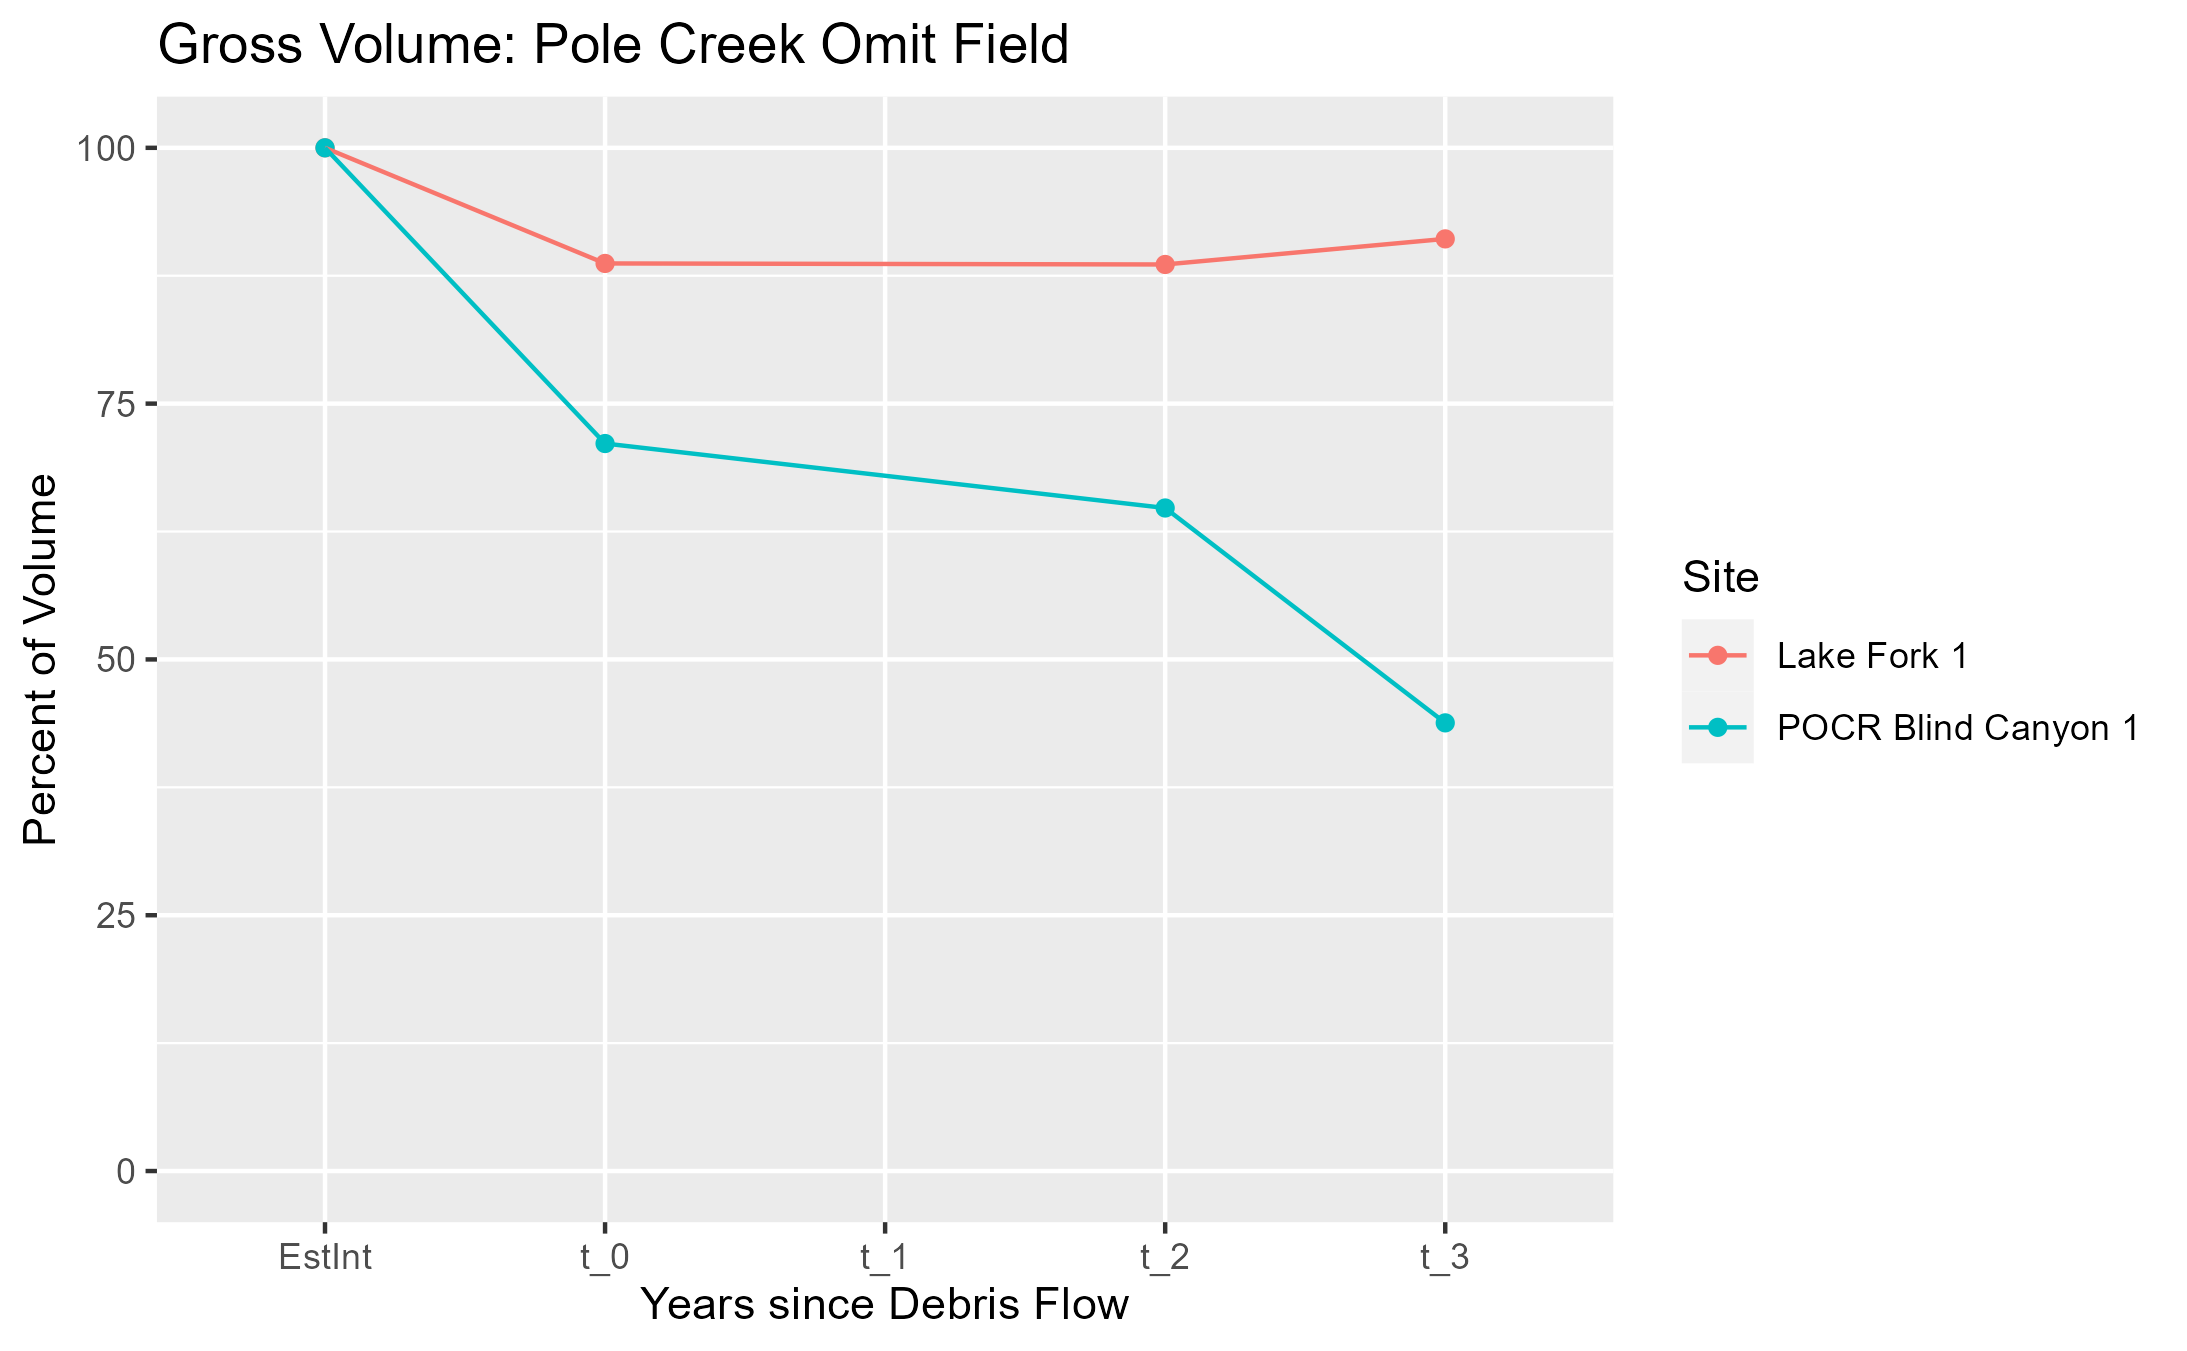 Gross Volume: Pole Creek Omit Field
Percent of Volume
100
75
50
25
0
EstInt t_0 t_1 t_2 t_3
Years since Debris Flow
Site
Lake Fork 1
POCR Blind Canyon 1